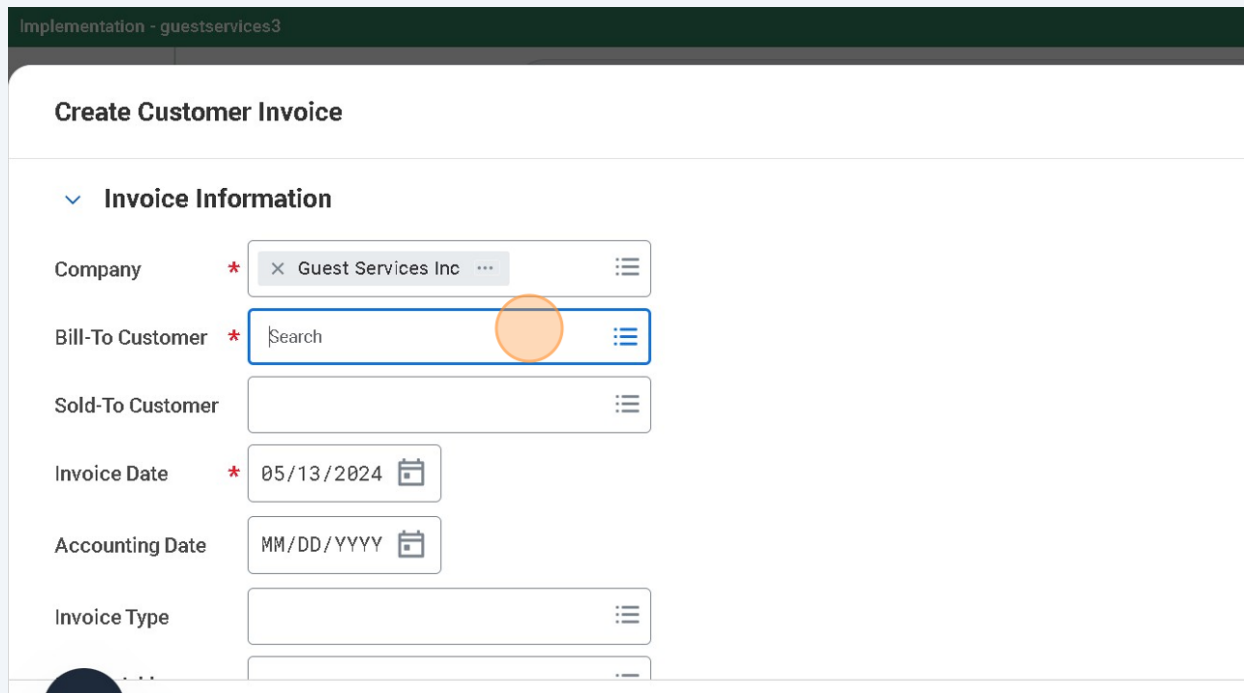 Implementation - guestservices3
Create Customer Invoice
Invoice Information
Company * Guest Services Inc
Bill-To Customer * Search
Sold-To Customer
Invoice Date * 05/13/2024
Accounting Date MM/DD/YYYY
Invoice Type